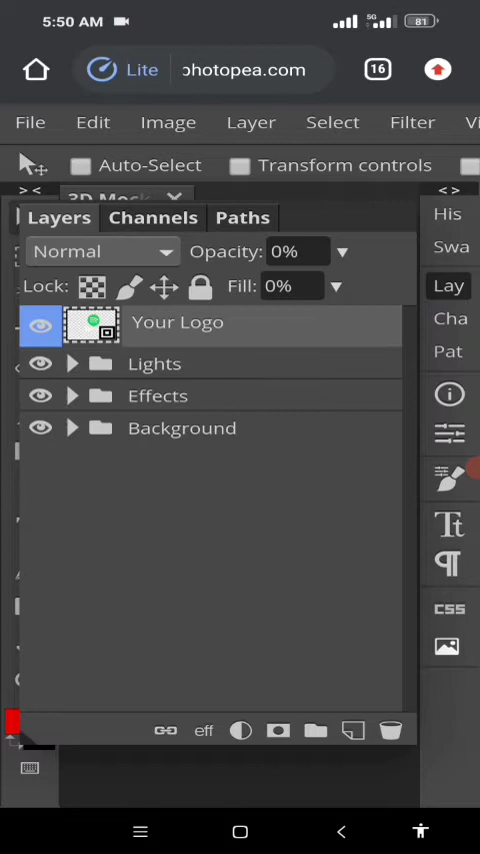 5:50 AM
5G
81
Lite
photopea.com
16
File Edit Image Layer Select Filter Vi
Auto-Select Transform controls
> <
3D Mock
< >
Layers Channels Paths
Normal Opacity: 0%
Lock: Fill: 0%
Your Logo
Lights
Effects
Background
eff
His
Swa
Lay
Cha
Pat
Tt
CSS